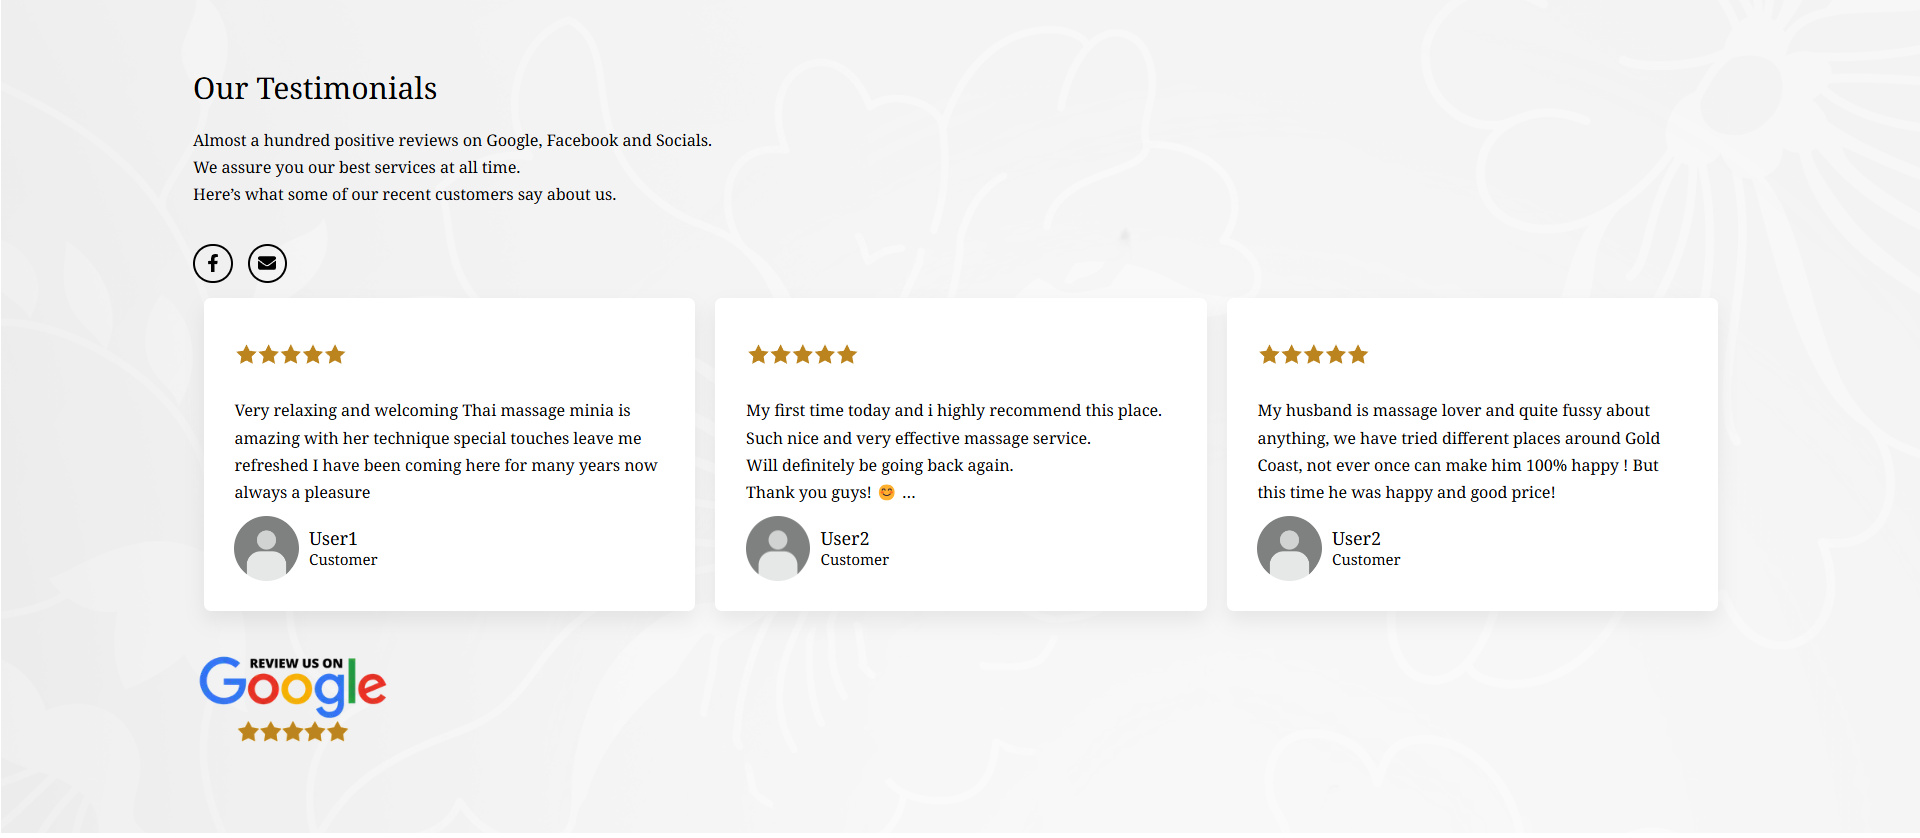 Our Testimonials
Almost a hundred positive reviews on Google, Facebook and Socials.
We assure you our best services at all time.
Here’s what some of our recent customers say about us.
Very relaxing and welcoming Thai massage minia is
amazing with her technique special touches leave me
refreshed I have been coming here for many years now
always a pleasure
User1
Customer
My first time today and i highly recommend this place.
Such nice and very effective massage service.
Will definitely be going back again.
Thank you guys! 😊 ...
User2
Customer
My husband is massage lover and quite fussy about
anything, we have tried different places around Gold
Coast, not ever once can make him 100% happy ! But
this time he was happy and good price!
User2
Customer
REVIEW US ON
Google